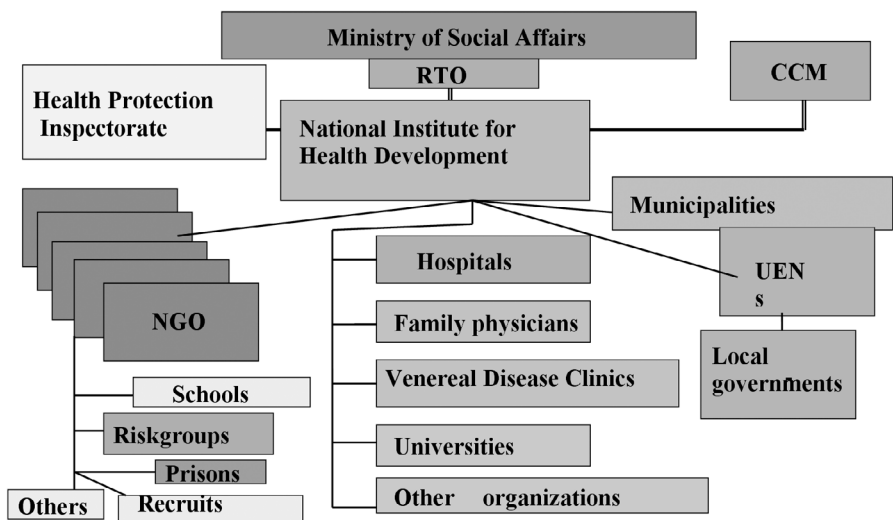 Ministry of Social Affairs
RTO
CCM
Health Protection
Inspectorate
National Institute for
Health Development
Municipalities
UEN
s
Hospitals
NGO
Family physicians
Local
governments
Venereal Disease Clinics
Schools
Riskgroups
Universities
Prisons
Others
Recruits
Other organizations